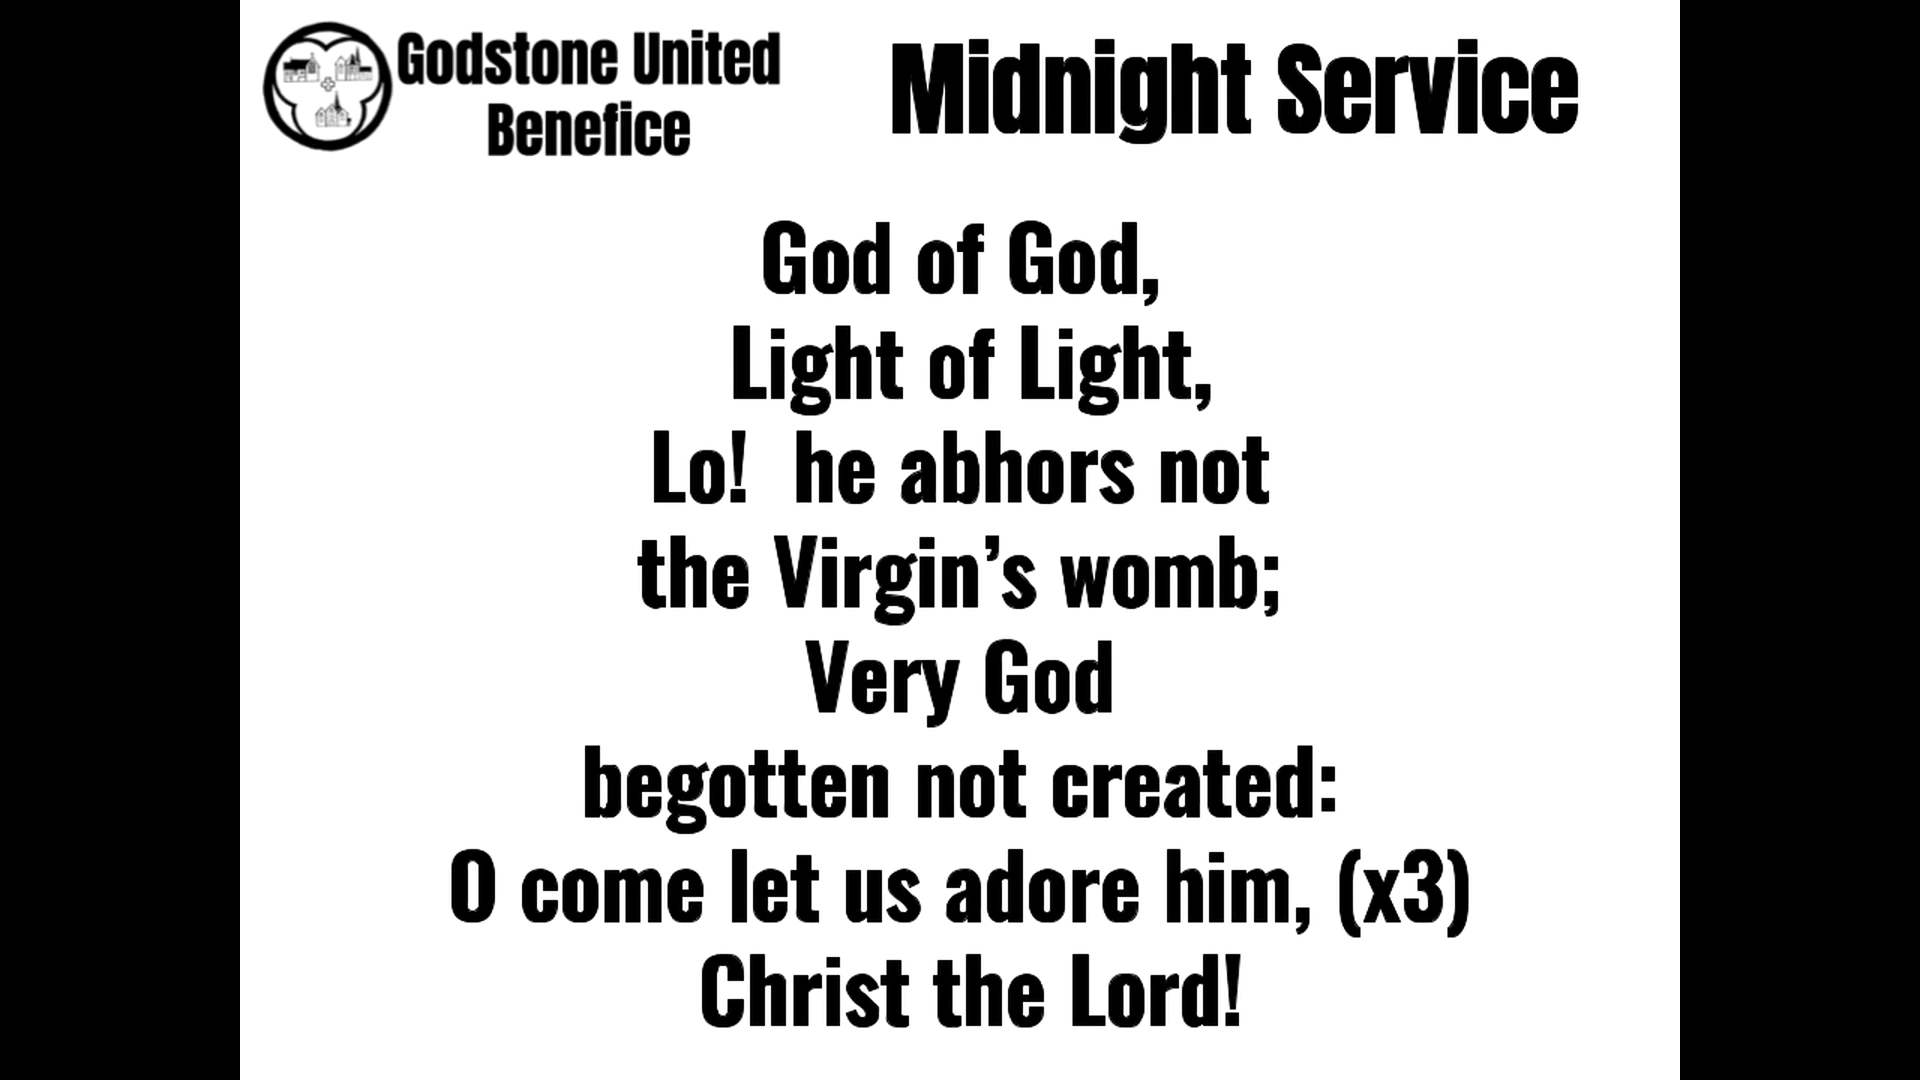 Godstone United
Benefice
Midnight Service
God of God,
Light of Light,
Lo!  he abhors not
the Virgin’s womb;
Very God
begotten not created:
O come let us adore him, (x3)
Christ the Lord!